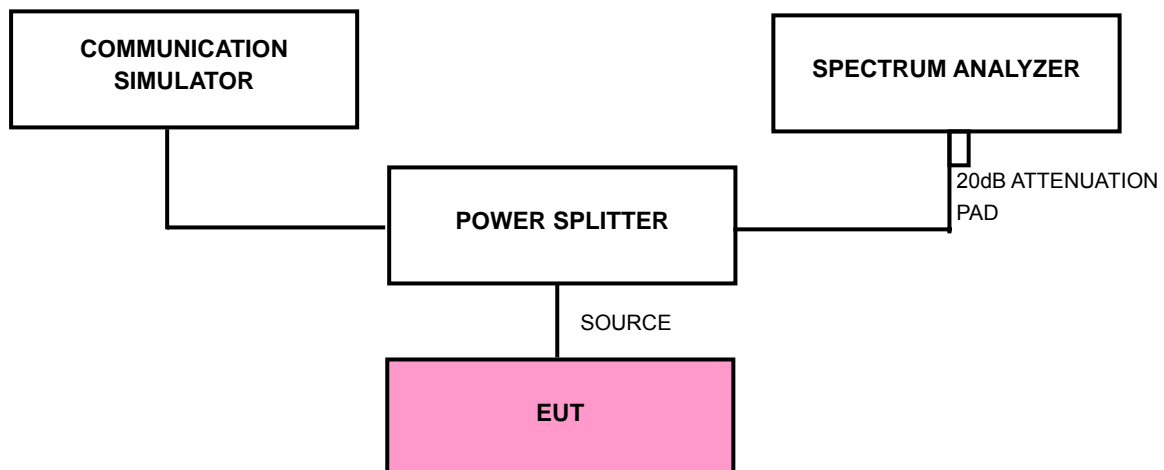 COMMUNICATION
SIMULATOR
SPECTRUM ANALYZER
20dB ATTENUATION
PAD
POWER SPLITTER
SOURCE
EUT